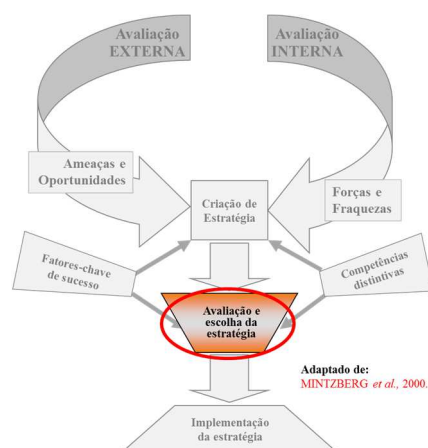 Avaliação
EXTERNA
Avaliação
INTERNA
Ameaças e
Oportunidades
Criação de
Estratégia
Forças e
Fraquezas
Fatores-chave
de sucesso
Competências
distintivas
Avaliação e
escolha da
estratégia
Adaptado de:
MINTZBERG et al., 2000.
Implementação
da estratégia